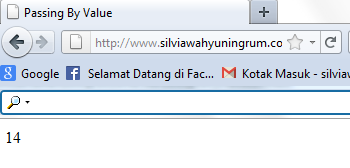 Passing By Value
http://www.silviawahyuningrum.co
Google Selamat Datang di Fac... Kotak Masuk - silvia
14